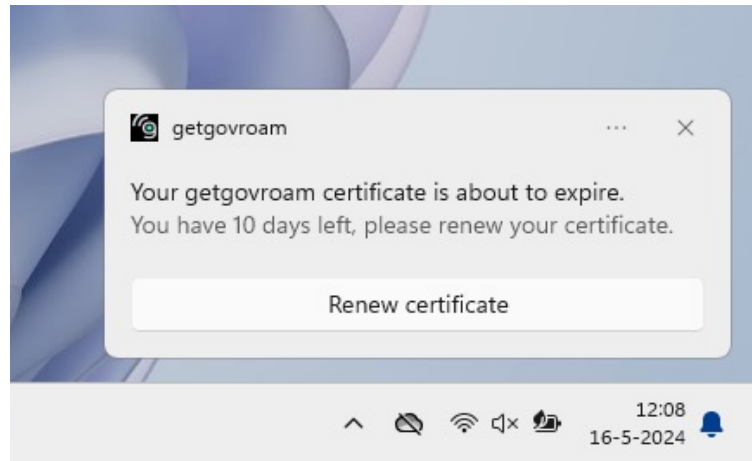 getgovroam
Your getgovroam certificate is about to expire.
You have 10 days left, please renew your certificate.
Renew certificate
12:08
16-5-2024